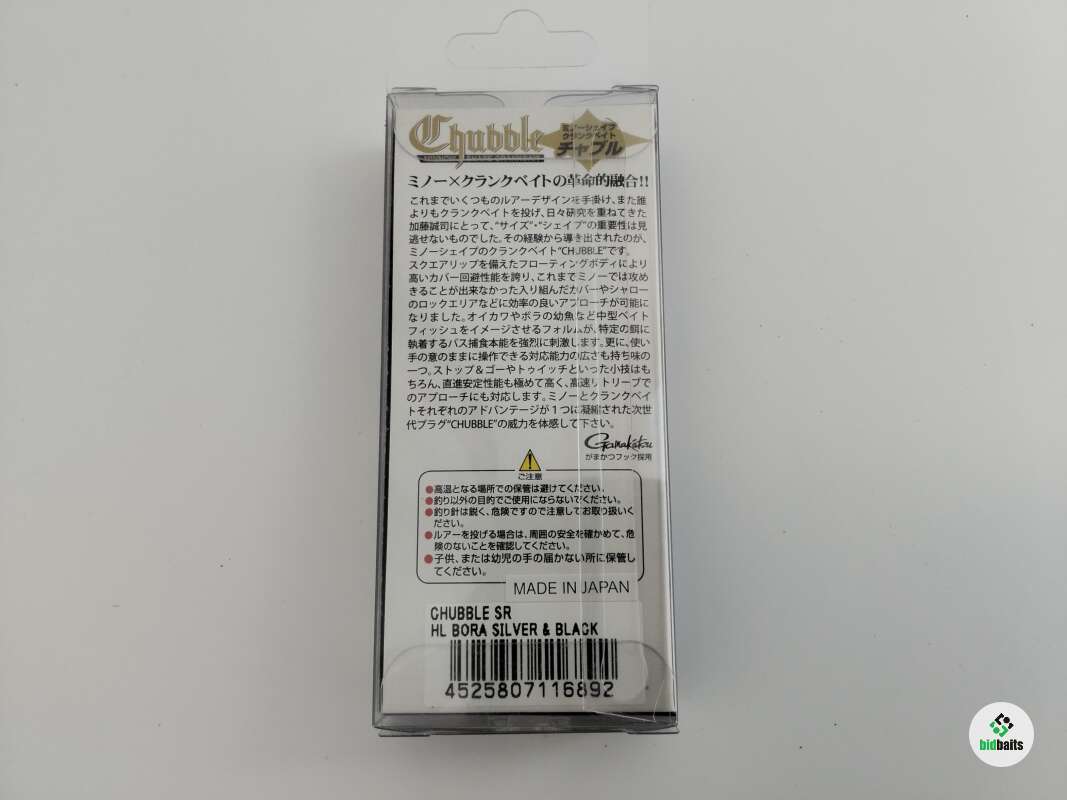 Chubble
ミノーシェイプ
クランクベイト
チャブル
ミノー×クランクベイトの革命的融合!!
これまでいくつものルアーデザインを手掛け、また誰
よりもクランクベイトを投げ、日々研究を重ねてきた
加藤誠司にとって、“サイズ”・“シェイプ”の重要性は見
逃せないものでした。その経験から導き出されたのが、
ミノーシェイプのクランクベイト“CHUBBLE”です。
スクエアリップを備えたフローティングボディにより
高いカバー回避性能を誇り、これまでミノーでは攻め
きることが出来なかった入り組んだカバーやシャロー
のロックエリアなどに効率の良いアプローチが可能に
なりました。オイカワやボラの幼魚など中型ベイト
フィッシュをイメージさせるフォルムが、特定の餌に
執着するバス捕食本能を強烈に刺激します。更に、使い
手の意のままに操作できる対応能力の広さも持ち味の
一つ。ストップ＆ゴーやトゥイッチといった小技はも
ちろん、直進安定性能も極めて高く、高速リトリーブで
のアプローチにも対応します。ミノーとクランクベイ
トそれぞれのアドバンテージが１つに凝縮された次世
代プラグ“CHUBBLE”の威力を体感して下さい。
Gamakatsu
がまかつフック採用
ご注意
●高温となる場所での保管は避けてください。
●釣り以外の目的でご使用にならないでください。
●釣り針は鋭く、危険ですので注意してお取り扱いく
ださい。
●ルアーを投げる場合は、周囲の安全を確かめて、危
険のないことを確認してください。
●子供、または幼児の手の届かない所に保管し
てください。
MADE IN JAPAN
CHUBBLE SR
HL BORA SILVER & BLACK
4525807116892
bidbaits